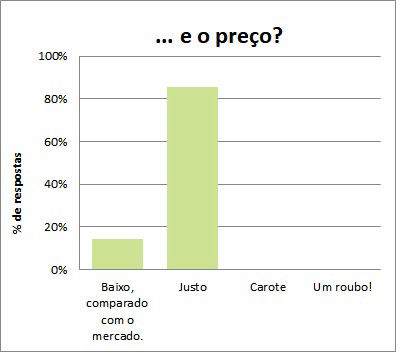 ... e o preço?
100%
80%
60%
40%
20%
0%
% de respostas
Baixo,
comparado
com o
mercado.
Justo
Carote
Um roubo!